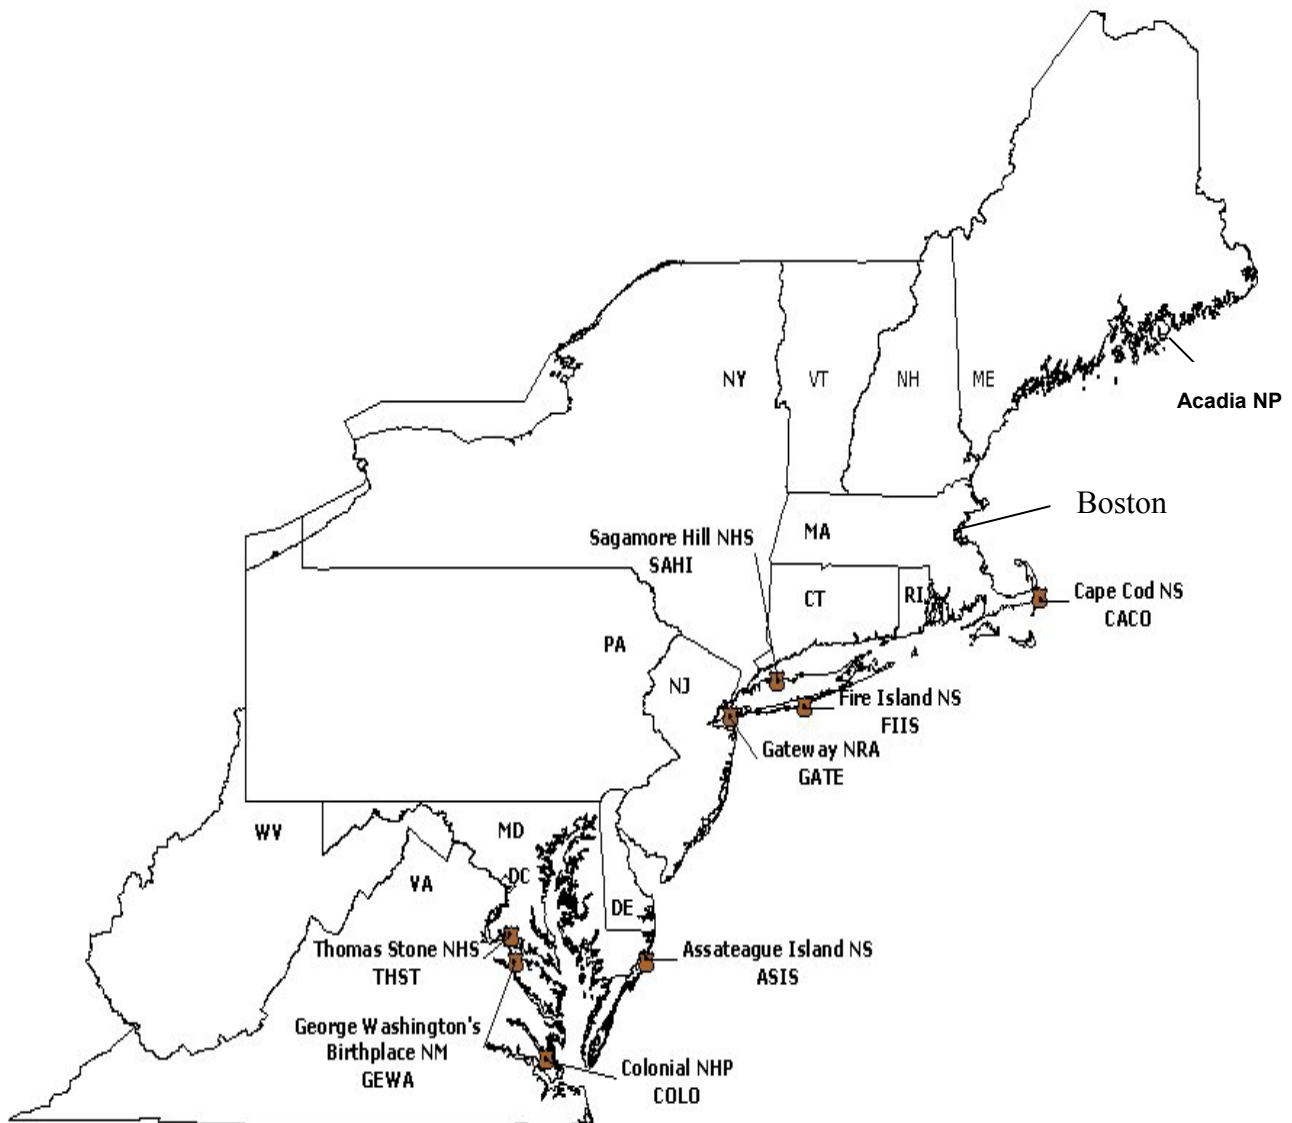 NY
VT
NH
ME
Acadia NP
Boston
MA
Sagamore Hill NHS
SAHI
CT
RI
Cape Cod NS
CACO
PA
NJ
Fire Island NS
FIIS
Gateway NRA
GATE
WV
MD
DC
VA
DE
Thomas Stone NHS
THST
Assateague Island NS
ASIS
George Washington's
Birthplace NM
GEWA
Colonial NHP
COLO